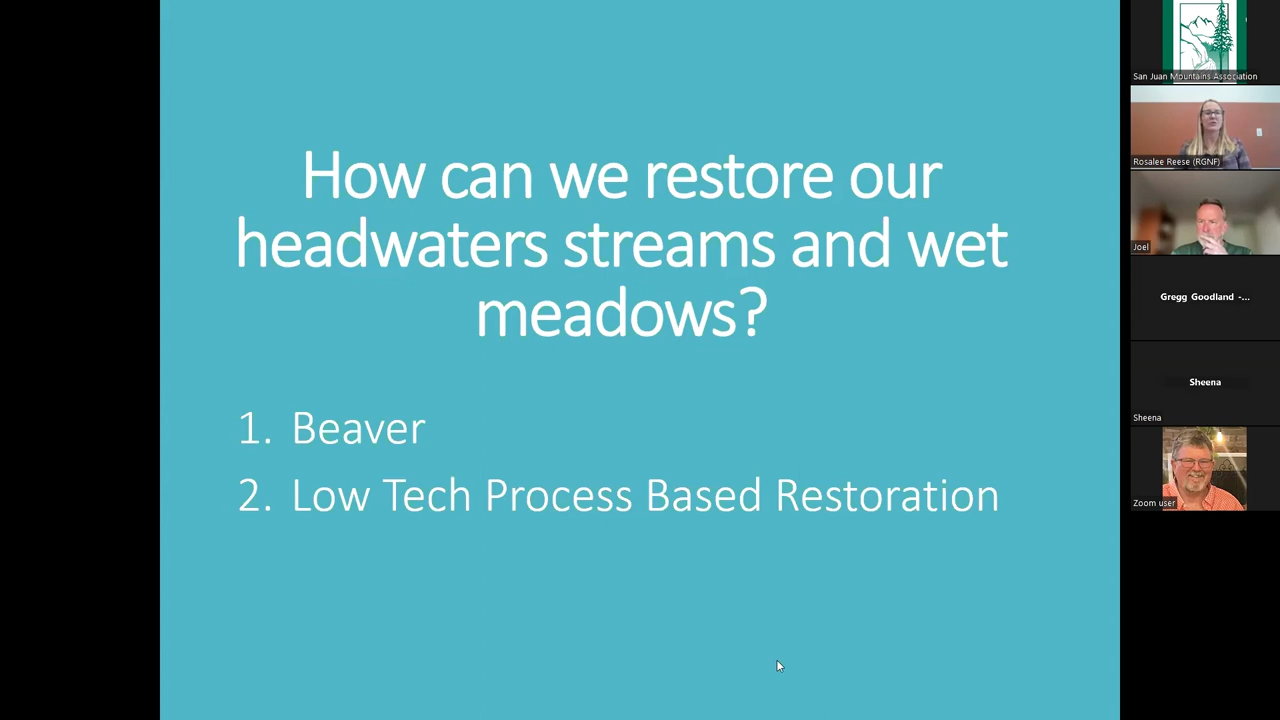 How can we restore our
headwaters streams and wet
meadows?
1. Beaver
2. Low Tech Process Based Restoration
San Juan Mountains Association
Rosalee Reese (RGNF)
Joel
Gregg Goodland -...
Sheena
Sheena
Zoom user